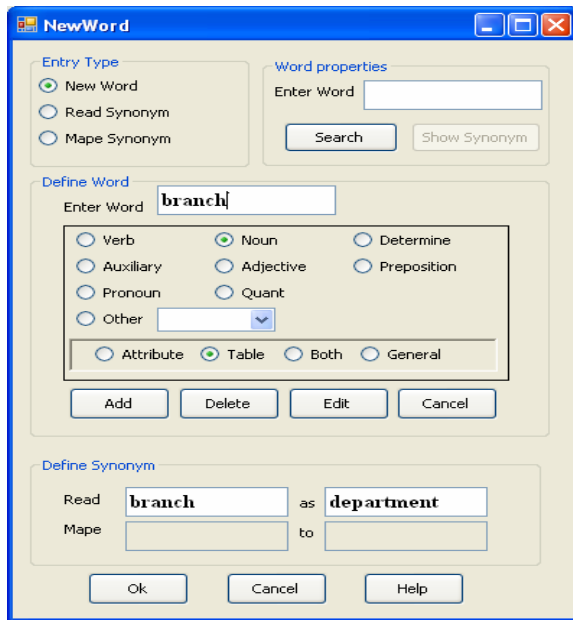 NewWord
Entry Type
New Word
Read Synonym
Mape Synonym
Word properties
Enter Word
Search Show Synonym
Define Word
Enter Word branch
Verb Noun Determine
Auxiliary Adjective Preposition
Pronoun Quant
Other
Attribute Table Both General
Add Delete Edit Cancel
Define Synonym
Read branch as department
Mape to
Ok Cancel Help